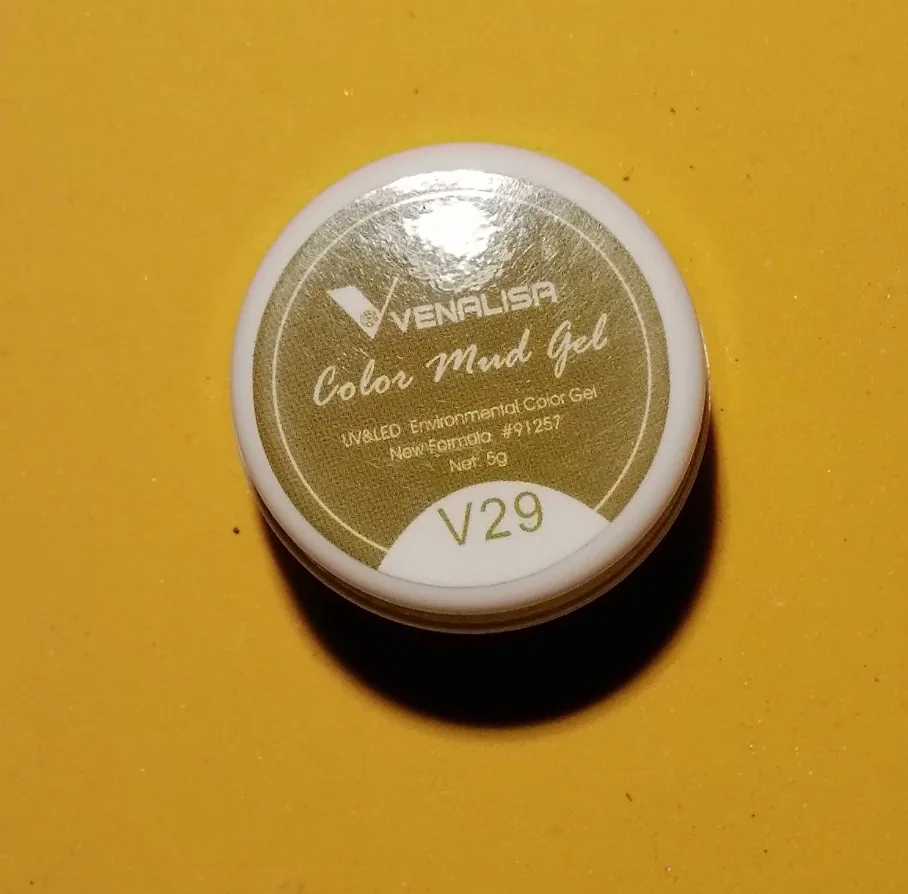 VENALISA
Color Mud Gel
UV&LED Environmental Color Gel
New Formula #91257
Net. 5g
V29